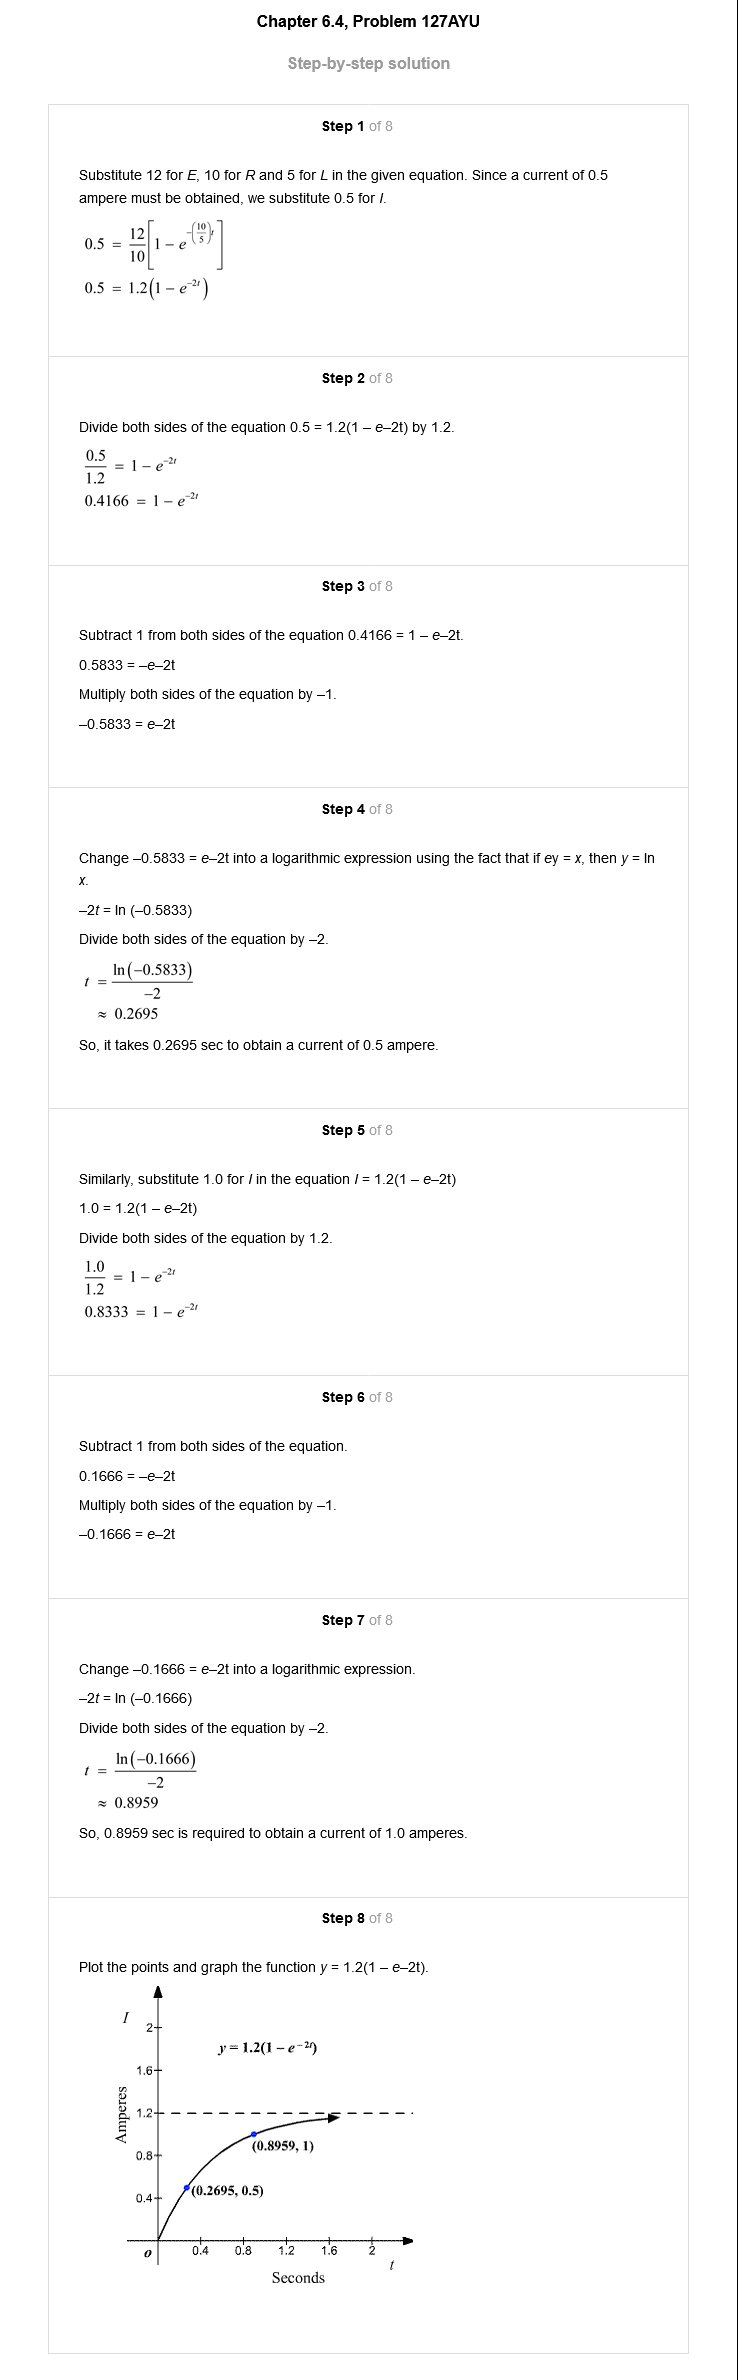 Chapter 6.4, Problem 127AYU
Step-by-step solution
Step 1 of 8
Substitute 12 for E, 10 for R and 5 for L in the given equation. Since a current of 0.5
ampere must be obtained, we substitute 0.5 for I.
0.5 = 12/10 [1 − e^−(10/5)t]
0.5 = 1.2(1 − e^−2t)
Step 2 of 8
Divide both sides of the equation 0.5 = 1.2(1 – e–2t) by 1.2.
0.5/1.2 = 1 − e^−2t
0.4166 = 1 − e^−2t
Step 3 of 8
Subtract 1 from both sides of the equation 0.4166 = 1 – e–2t.
0.5833 = –e–2t
Multiply both sides of the equation by –1.
–0.5833 = e–2t
Step 4 of 8
Change –0.5833 = e–2t into a logarithmic expression using the fact that if ey = x, then y = ln
x.
–2t = ln (–0.5833)
Divide both sides of the equation by –2.
t = ln(−0.5833)/−2
≈ 0.2695
So, it takes 0.2695 sec to obtain a current of 0.5 ampere.
Step 5 of 8
Similarly, substitute 1.0 for I in the equation I = 1.2(1 – e–2t)
1.0 = 1.2(1 – e–2t)
Divide both sides of the equation by 1.2.
1.0/1.2 = 1 − e^−2t
0.8333 = 1 − e^−2t
Step 6 of 8
Subtract 1 from both sides of the equation.
0.1666 = –e–2t
Multiply both sides of the equation by –1.
–0.1666 = e–2t
Step 7 of 8
Change –0.1666 = e–2t into a logarithmic expression.
–2t = ln (–0.1666)
Divide both sides of the equation by –2.
t = ln(−0.1666)/−2
≈ 0.8959
So, 0.8959 sec is required to obtain a current of 1.0 amperes.
Step 8 of 8
Plot the points and graph the function y = 1.2(1 – e–2t).
I
2
y = 1.2(1 − e^−2t)
1.6
1.2
Amperes
(0.8959, 1)
0.8
(0.2695, 0.5)
0.4
o 0.4 0.8 1.2 1.6 2
t
Seconds